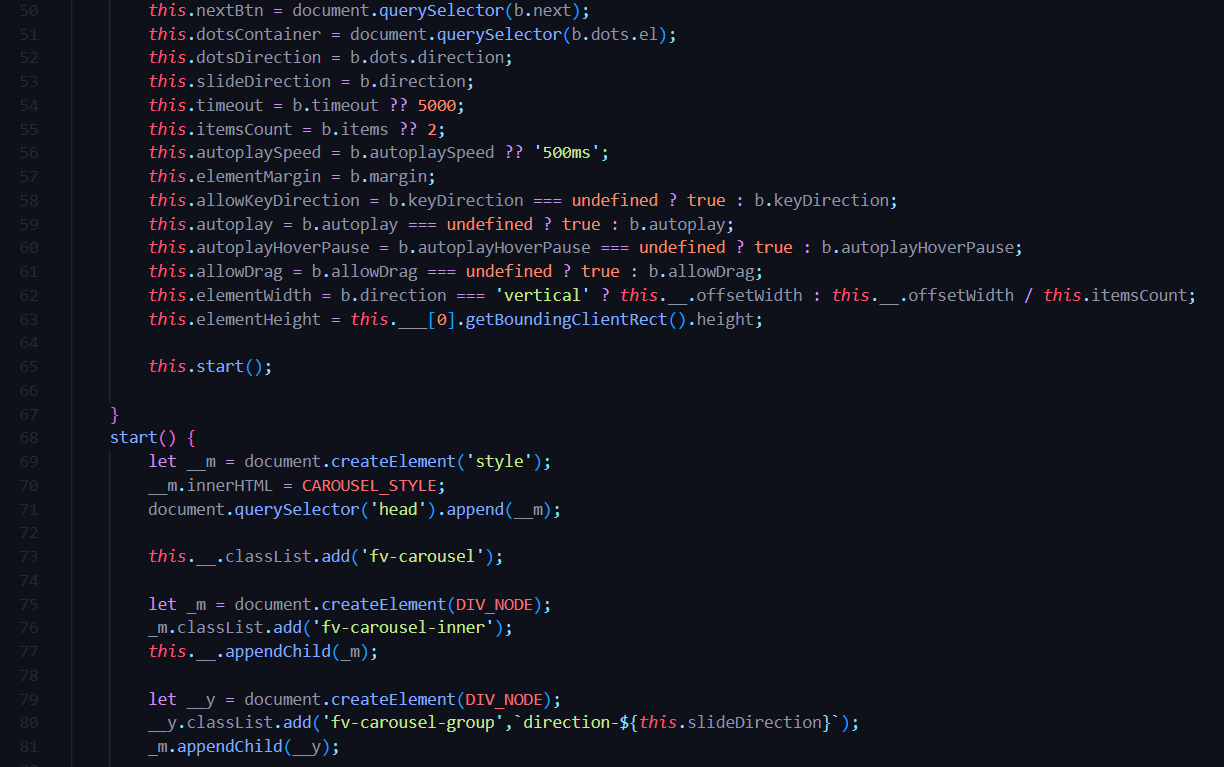 50 this.nextBtn = document.querySelector(b.next);
51 this.dotsContainer = document.querySelector(b.dots.el);
52 this.dotsDirection = b.dots.direction;
53 this.slideDirection = b.direction;
54 this.timeout = b.timeout ?? 5000;
55 this.itemsCount = b.items ?? 2;
56 this.autoplaySpeed = b.autoplaySpeed ?? '500ms';
57 this.elementMargin = b.margin;
58 this.allowKeyDirection = b.keyDirection === undefined ? true : b.keyDirection;
59 this.autoplay = b.autoplay === undefined ? true : b.autoplay;
60 this.autoplayHoverPause = b.autoplayHoverPause === undefined ? true : b.autoplayHoverPause;
61 this.allowDrag = b.allowDrag === undefined ? true : b.allowDrag;
62 this.elementWidth = b.direction === 'vertical' ? this.__.offsetWidth : this.__.offsetWidth / this.itemsCount;
63 this.elementHeight = this.___[0].getBoundingClientRect().height;
64
65 this.start();
66
67 }
68 start() {
69 let __m = document.createElement('style');
70 __m.innerHTML = CAROUSEL_STYLE;
71 document.querySelector('head').append(__m);
72
73 this.__.classList.add('fv-carousel');
74
75 let _m = document.createElement(DIV_NODE);
76 _m.classList.add('fv-carousel-inner');
77 this.__.appendChild(_m);
78
79 let __y = document.createElement(DIV_NODE);
80 __y.classList.add('fv-carousel-group',`direction-${this.slideDirection}`);
81 _m.appendChild(__y);